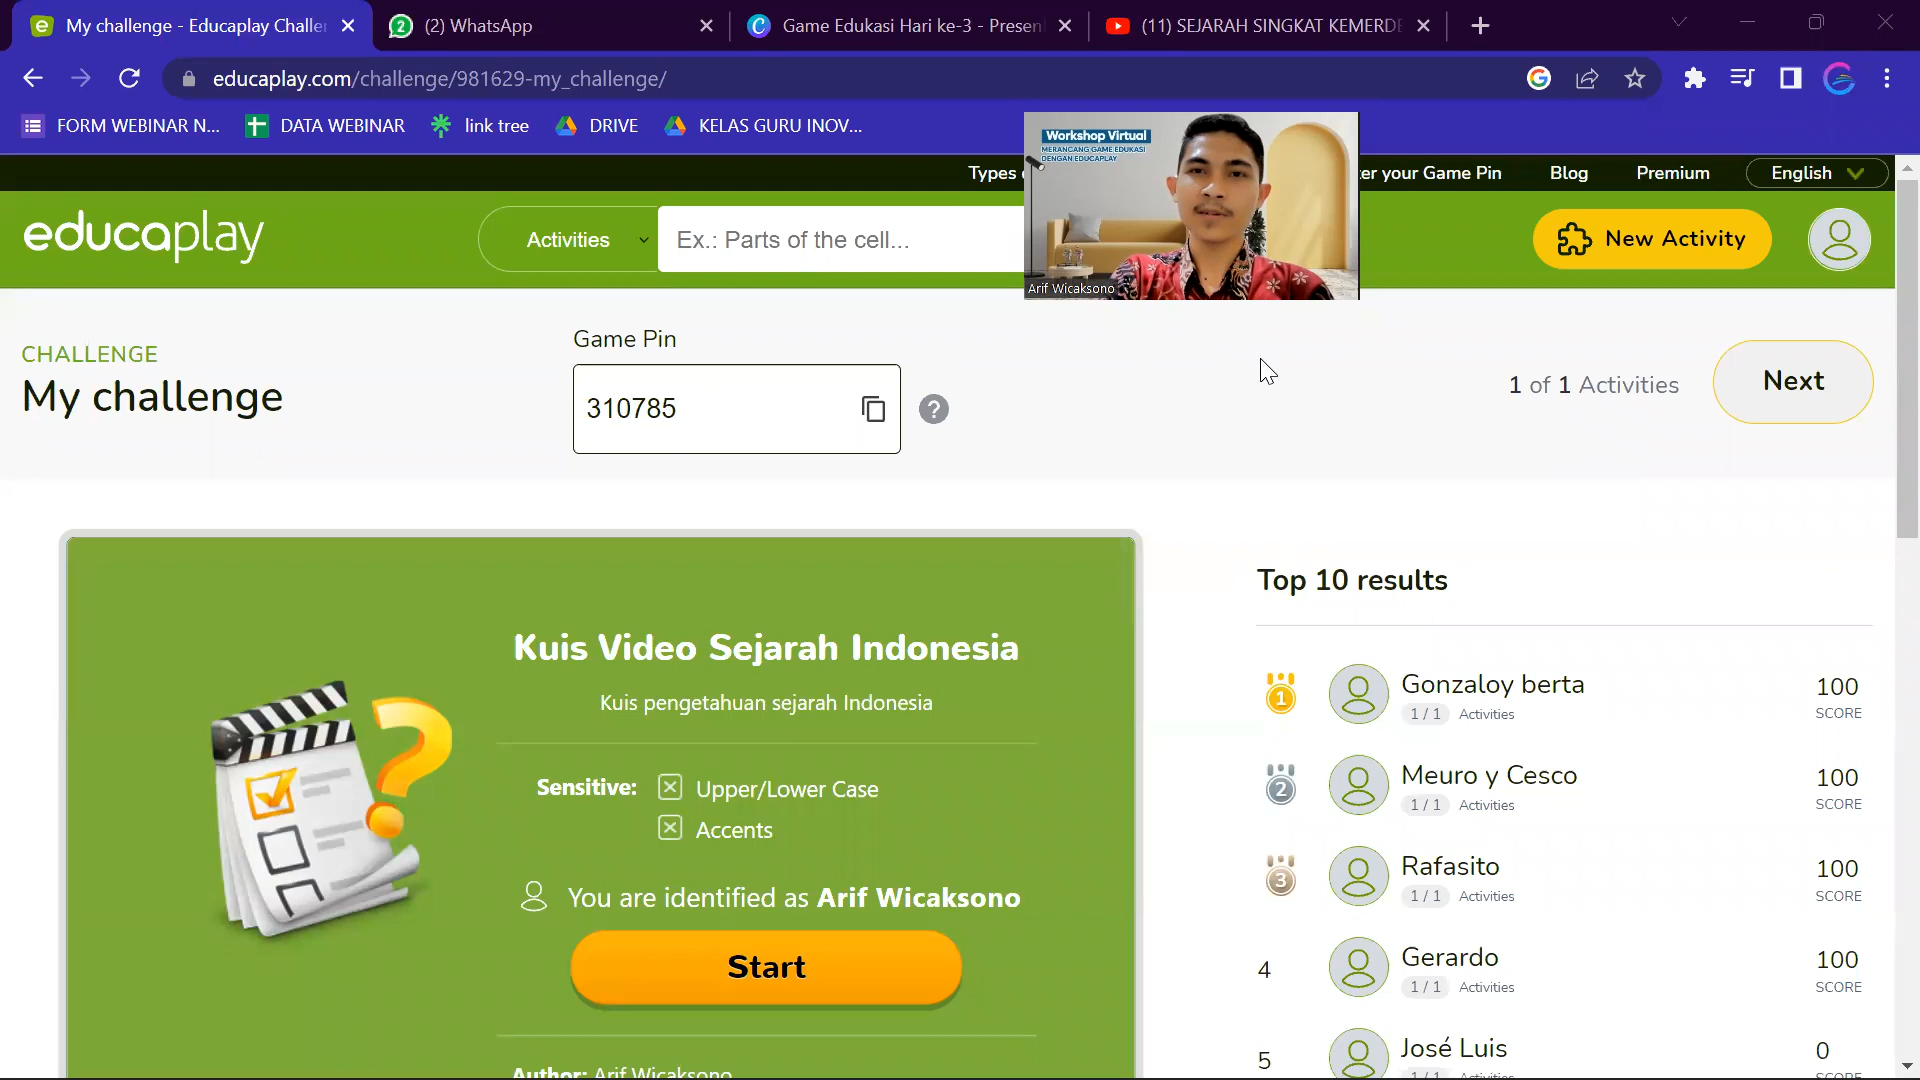 My challenge - Educaplay Challe
(2) WhatsApp
Game Edukasi Hari ke-3 - Presen
(11) SEJARAH SINGKAT KEMERDE
educaplay.com/challenge/981629-my_challenge/
FORM WEBINAR N...
DATA WEBINAR
link tree
DRIVE
KELAS GURU INOV...
Types
er your Game Pin
Blog
Premium
English
educaplay
Activities
Ex.: Parts of the cell...
New Activity
Workshop Virtual
MERANCANG GAME EDUKASI
DENGAN EDUCAPLAY
Arif Wicaksono
CHALLENGE
My challenge
Game Pin
310785
?
1 of 1 Activities
Next
Kuis Video Sejarah Indonesia
Kuis pengetahuan sejarah Indonesia
Sensitive:
Upper/Lower Case
Accents
You are identified as Arif Wicaksono
Start
Author: Arif Wicaksono
Top 10 results
1
Gonzaloy berta
1 / 1 Activities
100
SCORE
2
Meuro y Cesco
1 / 1 Activities
100
SCORE
3
Rafasito
1 / 1 Activities
100
SCORE
4
Gerardo
1 / 1 Activities
100
SCORE
5
José Luis
1 / 1 Activities
0
SCORE